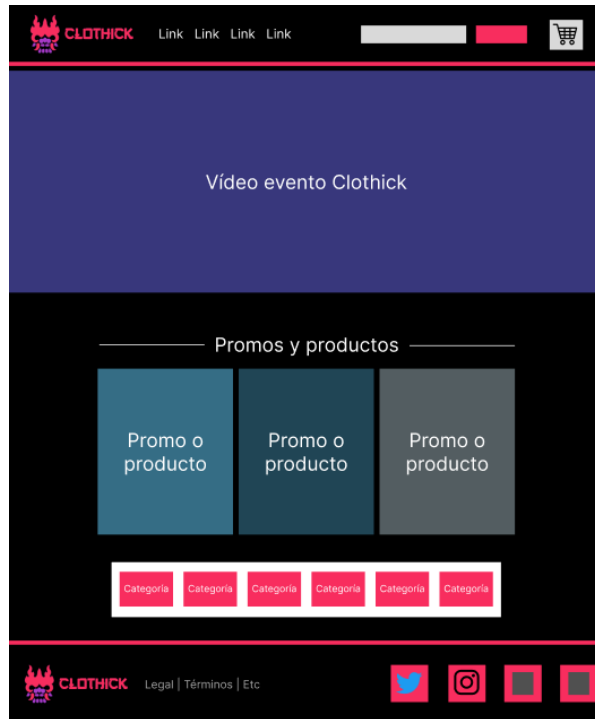 CLOTHICK Link Link Link Link
Vídeo evento Clothick
Promos y productos
Promo o
producto
Promo o
producto
Promo o
producto
Categoría Categoría Categoría Categoría Categoría Categoría
CLOTHICK Legal | Términos | Etc